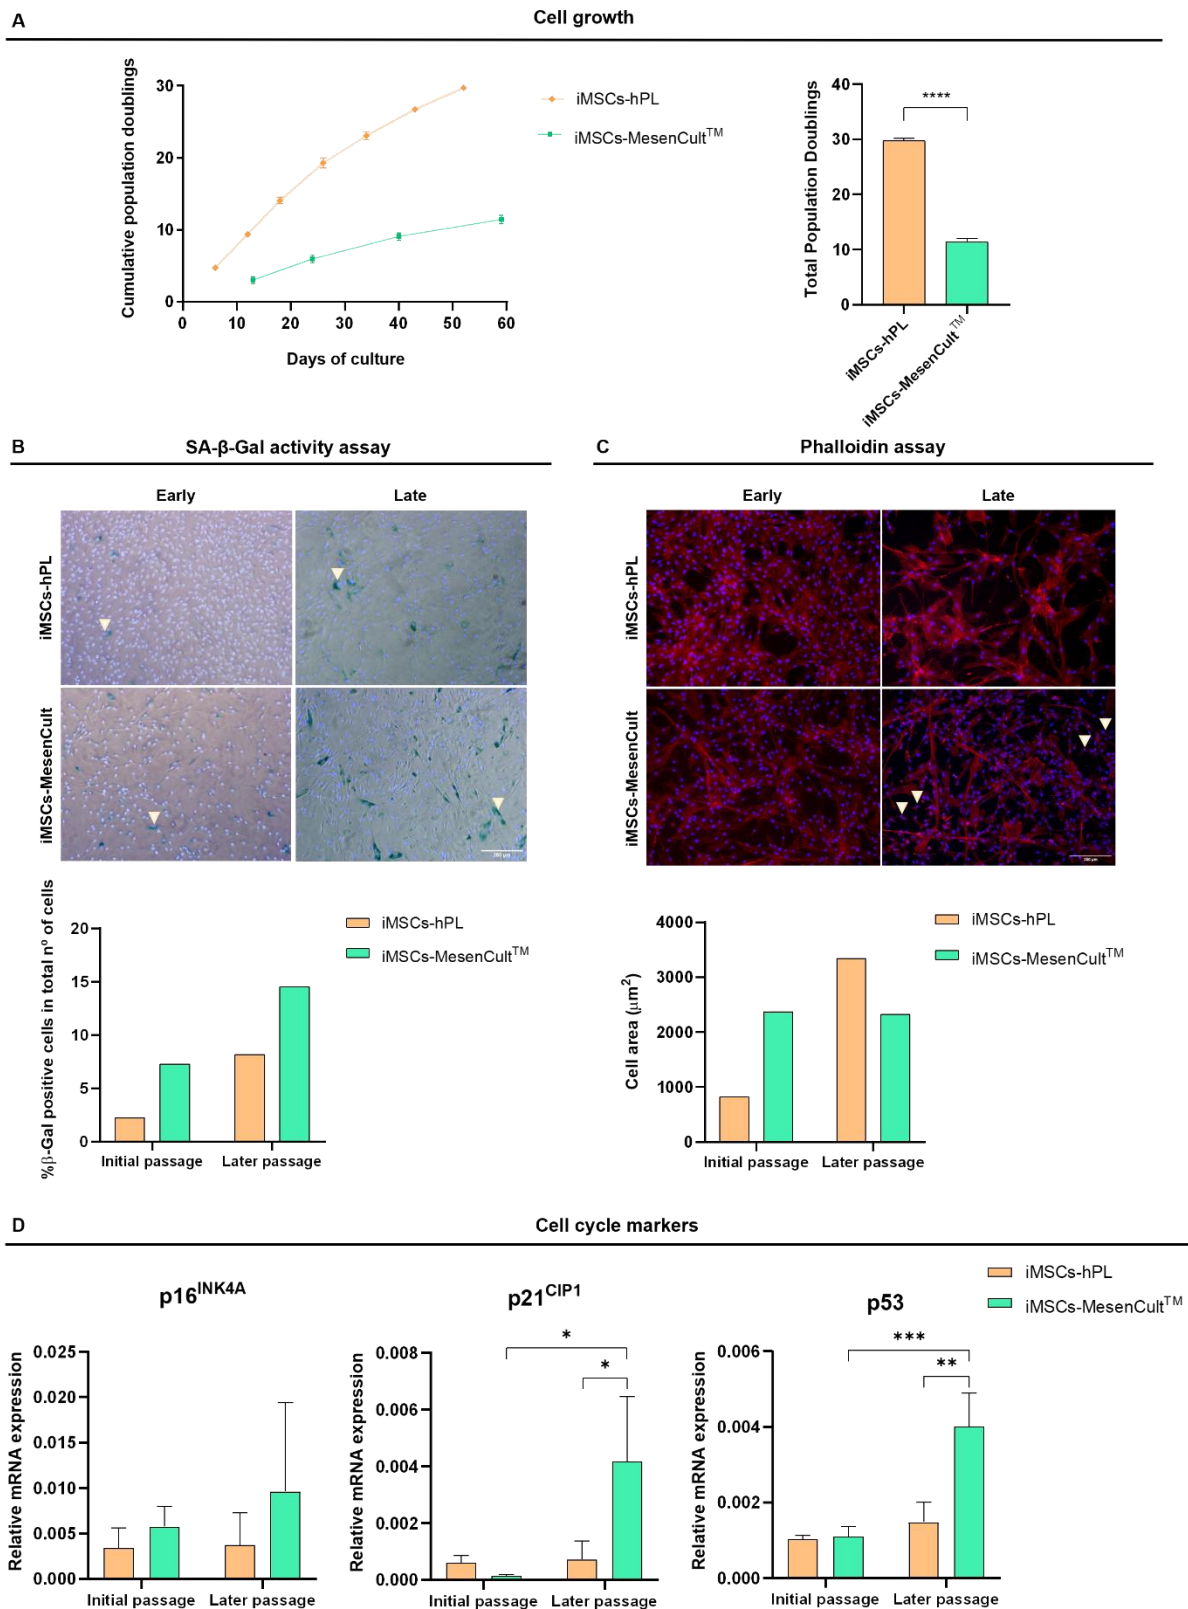 A
Cell growth
Cumulative population doublings
30
20
10
0
0 10 20 30 40 50 60
Days of culture
iMSCs-hPL
iMSCs-MesenCult™
Total Population Doublings
40
30
20
10
0
****
iMSCs-hPL
iMSCs-MesenCult™
B
SA-β-Gal activity assay
Early
Late
iMSCs-hPL
iMSCs-MesenCult
200 μm
%β-Gal positive cells in total nº of cells
20
15
10
5
0
Initial passage
Later passage
iMSCs-hPL
iMSCs-MesenCult™
C
Phalloidin assay
Early
Late
iMSCs-hPL
iMSCs-MesenCult
200 μm
Cell area (μm²)
4000
3000
2000
1000
0
Initial passage
Later passage
iMSCs-hPL
iMSCs-MesenCult™
D
Cell cycle markers
iMSCs-hPL
iMSCs-MesenCult™
p16INK4A
Relative mRNA expression
0.025
0.020
0.015
0.010
0.005
0.000
Initial passage
Later passage
p21CIP1
Relative mRNA expression
0.008
0.006
0.004
0.002
0.000
*
*
Initial passage
Later passage
p53
Relative mRNA expression
0.006
0.004
0.002
0.000
***
**
Initial passage
Later passage